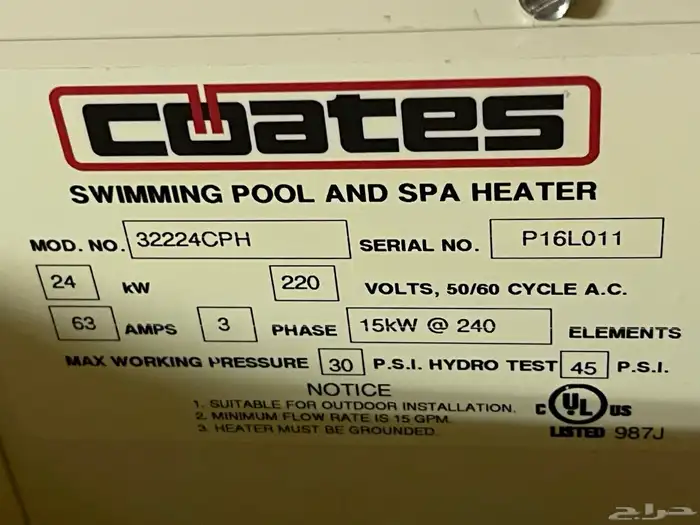 coates
SWIMMING POOL AND SPA HEATER
MOD. NO. 32224CPH SERIAL NO. P16L011
24 KW 220 VOLTS, 50/60 CYCLE A.C.
63 AMPS 3 PHASE 15kW @ 240 ELEMENTS
MAX WORKING PRESSURE 30 P.S.I. HYDRO TEST 45 P.S.I.
NOTICE
1. SUITABLE FOR OUTDOOR INSTALLATION.
2. MINIMUM FLOW RATE IS 15 GPM.
3. HEATER MUST BE GROUNDED.
C UL US
LISTED 987J
حراج